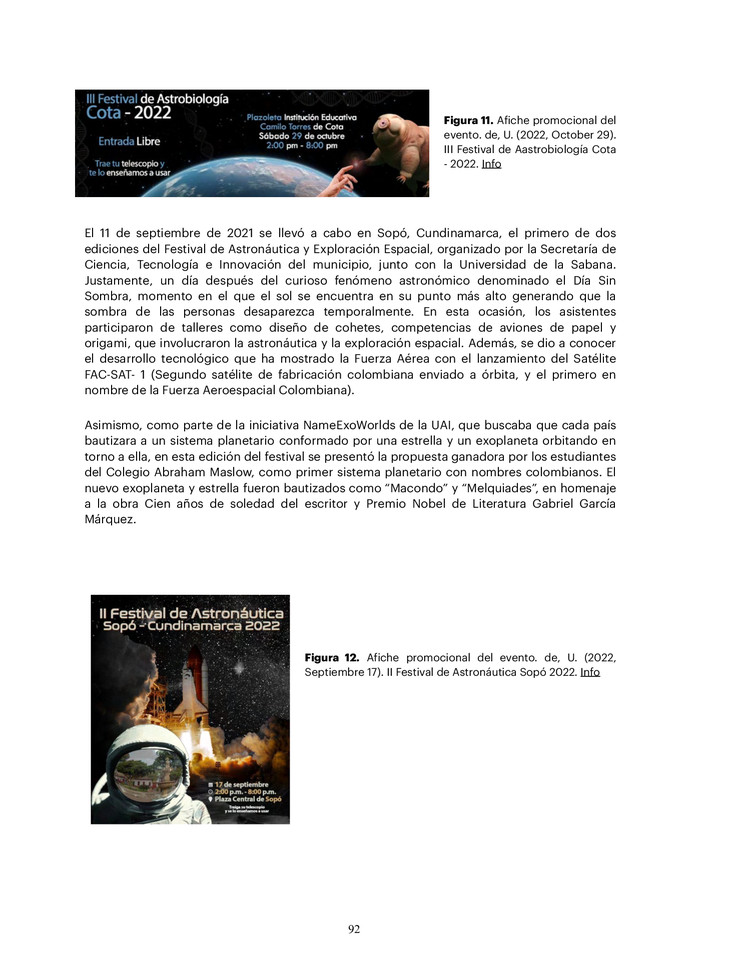 III Festival de Astrobiología
Cota - 2022
Entrada Libre
Trae tu telescopio y
te lo enseñamos a usar
Plazoleta Institución Educativa
Camilo Torres de Cota
Sábado 29 de octubre
2:00 pm - 8:00 pm
Figura 11. Afiche promocional del
evento. de, U. (2022, October 29).
III Festival de Aastrobiología Cota
- 2022. Info
El 11 de septiembre de 2021 se llevó a cabo en Sopó, Cundinamarca, el primero de dos
ediciones del Festival de Astronáutica y Exploración Espacial, organizado por la Secretaría de
Ciencia, Tecnología e Innovación del municipio, junto con la Universidad de la Sabana.
Justamente, un día después del curioso fenómeno astronómico denominado el Día Sin
Sombra, momento en el que el sol se encuentra en su punto más alto generando que la
sombra de las personas desaparezca temporalmente. En esta ocasión, los asistentes
participaron de talleres como diseño de cohetes, competencias de aviones de papel y
origami, que involucraron la astronáutica y la exploración espacial. Además, se dio a conocer
el desarrollo tecnológico que ha mostrado la Fuerza Aérea con el lanzamiento del Satélite
FAC-SAT- 1 (Segundo satélite de fabricación colombiana enviado a órbita, y el primero en
nombre de la Fuerza Aeroespacial Colombiana).
Asimismo, como parte de la iniciativa NameExoWorlds de la UAI, que buscaba que cada país
bautizara a un sistema planetario conformado por una estrella y un exoplaneta orbitando en
torno a ella, en esta edición del festival se presentó la propuesta ganadora por los estudiantes
del Colegio Abraham Maslow, como primer sistema planetario con nombres colombianos. El
nuevo exoplaneta y estrella fueron bautizados como “Macondo” y “Melquiades”, en homenaje
a la obra Cien años de soledad del escritor y Premio Nobel de Literatura Gabriel García
Márquez.
II Festival de Astronáutica
Sopó - Cundinamarca 2022
17 de septiembre
2:00 p.m. - 8:00 p.m.
Plaza Central de Sopó
Traiga su telescopio
y se lo enseñamos a usar
Figura 12. Afiche promocional del evento. de, U. (2022,
Septiembre 17). II Festival de Astronáutica Sopó 2022. Info
92